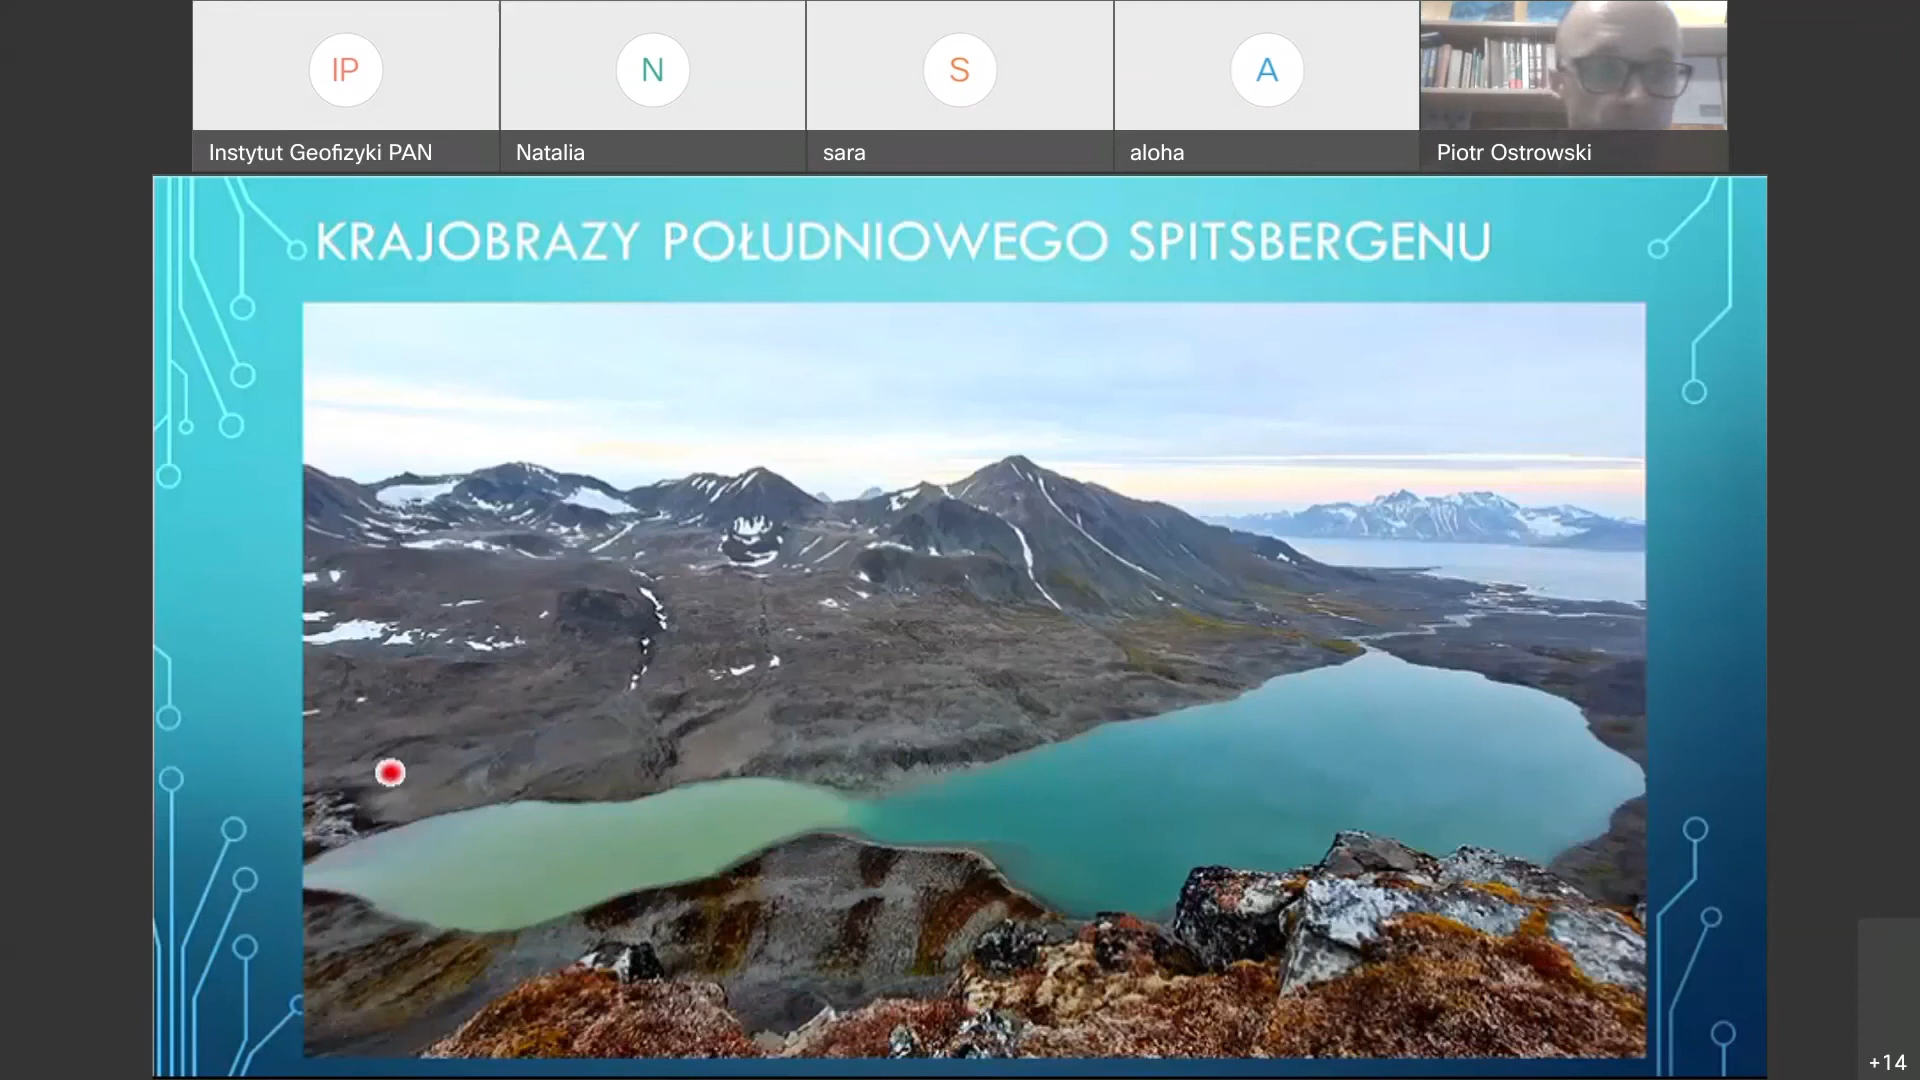 IP
N
S
A
Instytut Geofizyki PAN
Natalia
sara
aloha
Piotr Ostrowski
KRAJOBRAZY POŁUDNIOWEGO SPITSBERGENU
+14